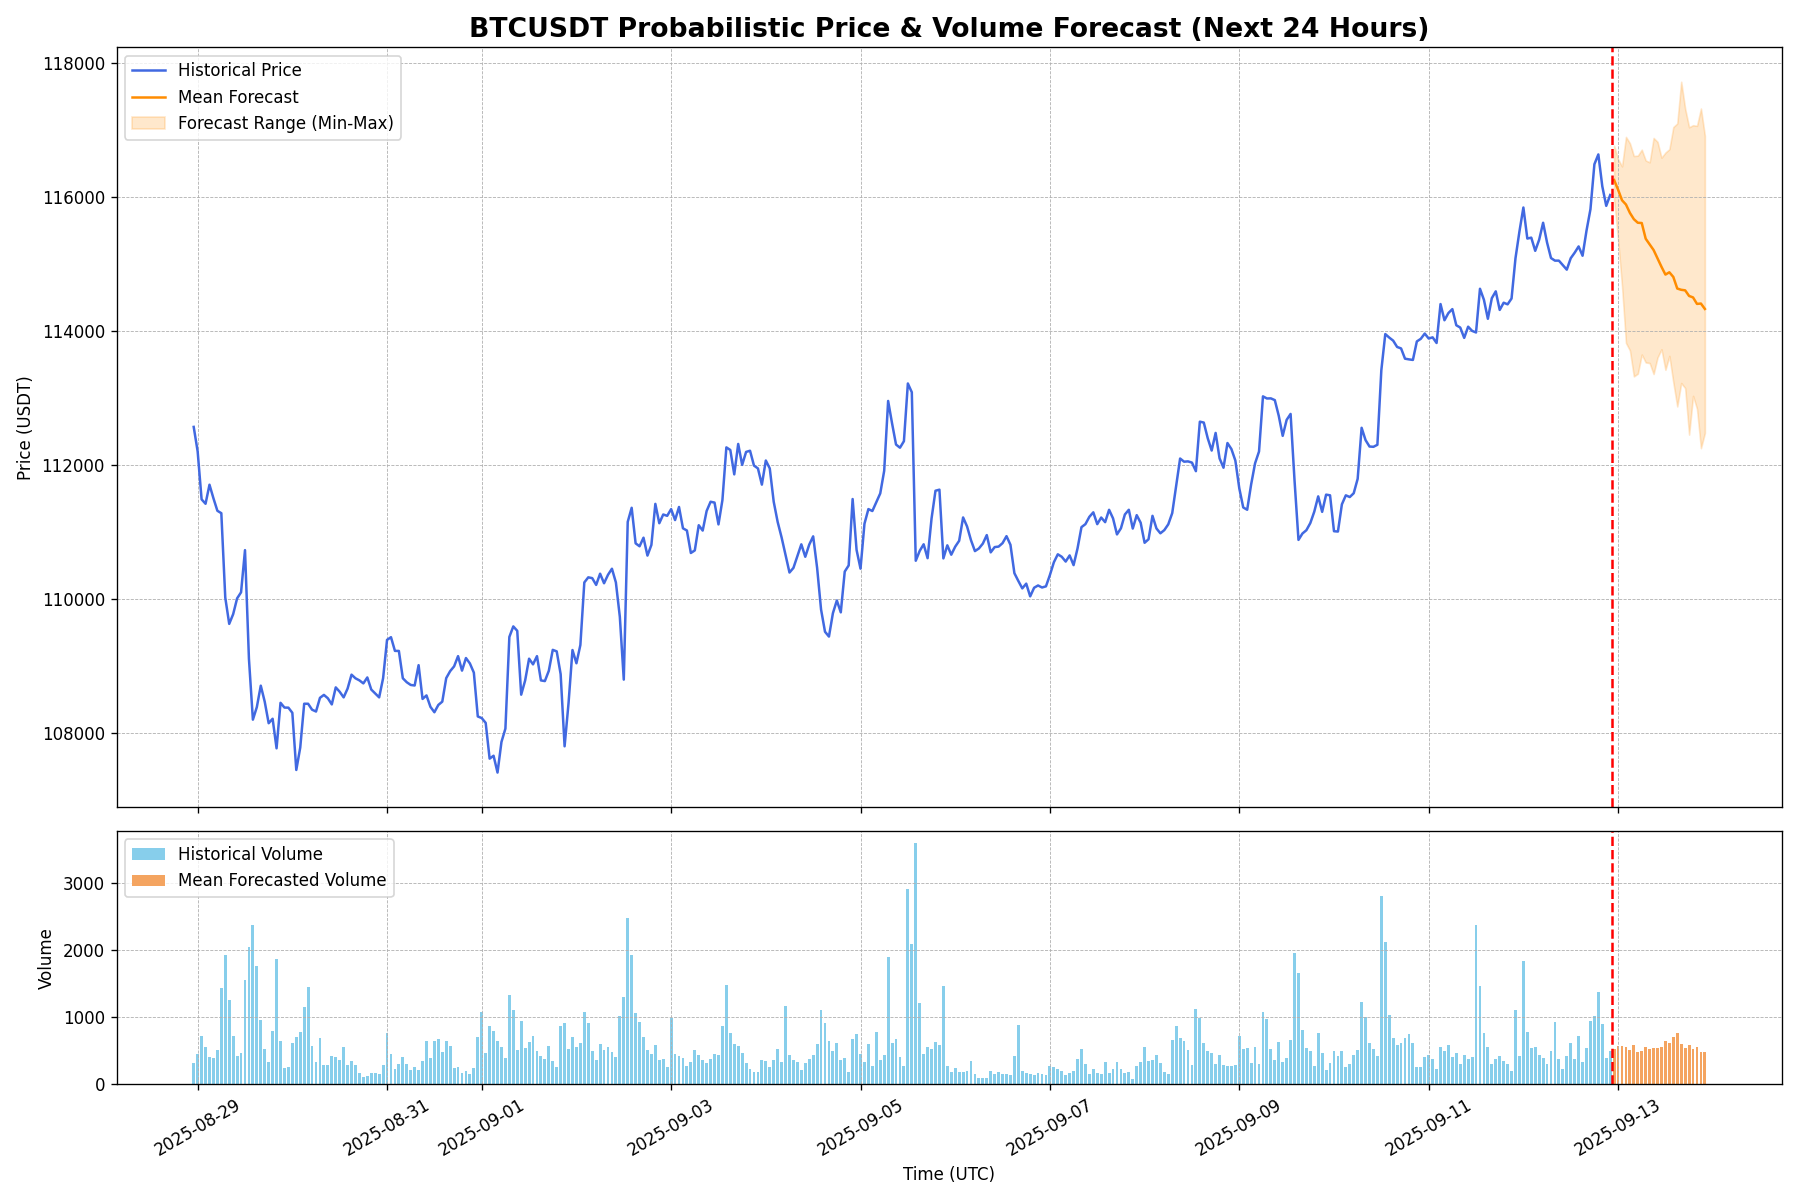 BTCUSDT Probabilistic Price & Volume Forecast (Next 24 Hours)
Historical Price
Mean Forecast
Forecast Range (Min-Max)
118000
116000
114000
112000
110000
108000
Price (USDT)
Historical Volume
Mean Forecasted Volume
3000
2000
1000
0
Volume
2025-08-29
2025-08-31
2025-09-01
2025-09-03
2025-09-05
2025-09-07
2025-09-09
2025-09-11
2025-09-13
Time (UTC)